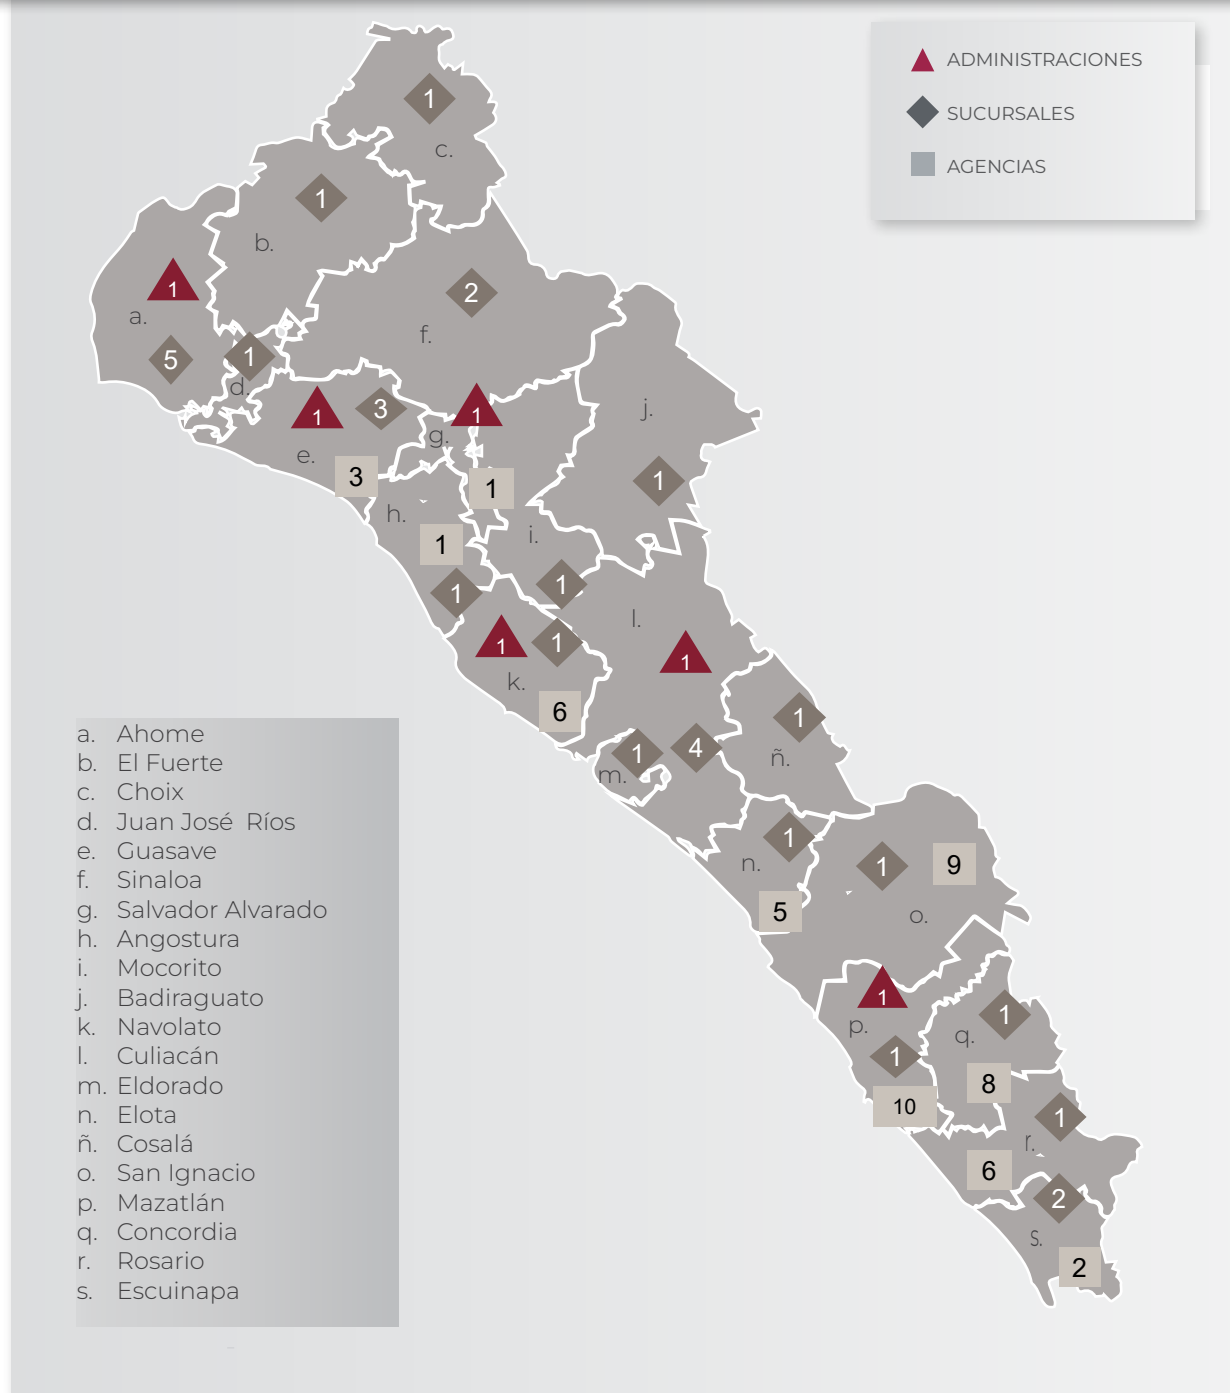 ADMINISTRACIONES
SUCURSALES
AGENCIAS
1
c.
1
b.
1
a.
5
2
f.
1
d.
1
3
e.
3
1
g.
1
j.
1
h.
1
1
i.
1
l.
1
1
1
k.
6
1
4
m.
1
ñ.
1
n.
5
1
9
o.
1
p.
1
10
1
q.
8
1
r.
6
2
s.
2
a. Ahome
b. El Fuerte
c. Choix
d. Juan José Ríos
e. Guasave
f. Sinaloa
g. Salvador Alvarado
h. Angostura
i. Mocorito
j. Badiraguato
k. Navolato
l. Culiacán
m. Eldorado
n. Elota
ñ. Cosalá
o. San Ignacio
p. Mazatlán
q. Concordia
r. Rosario
s. Escuinapa